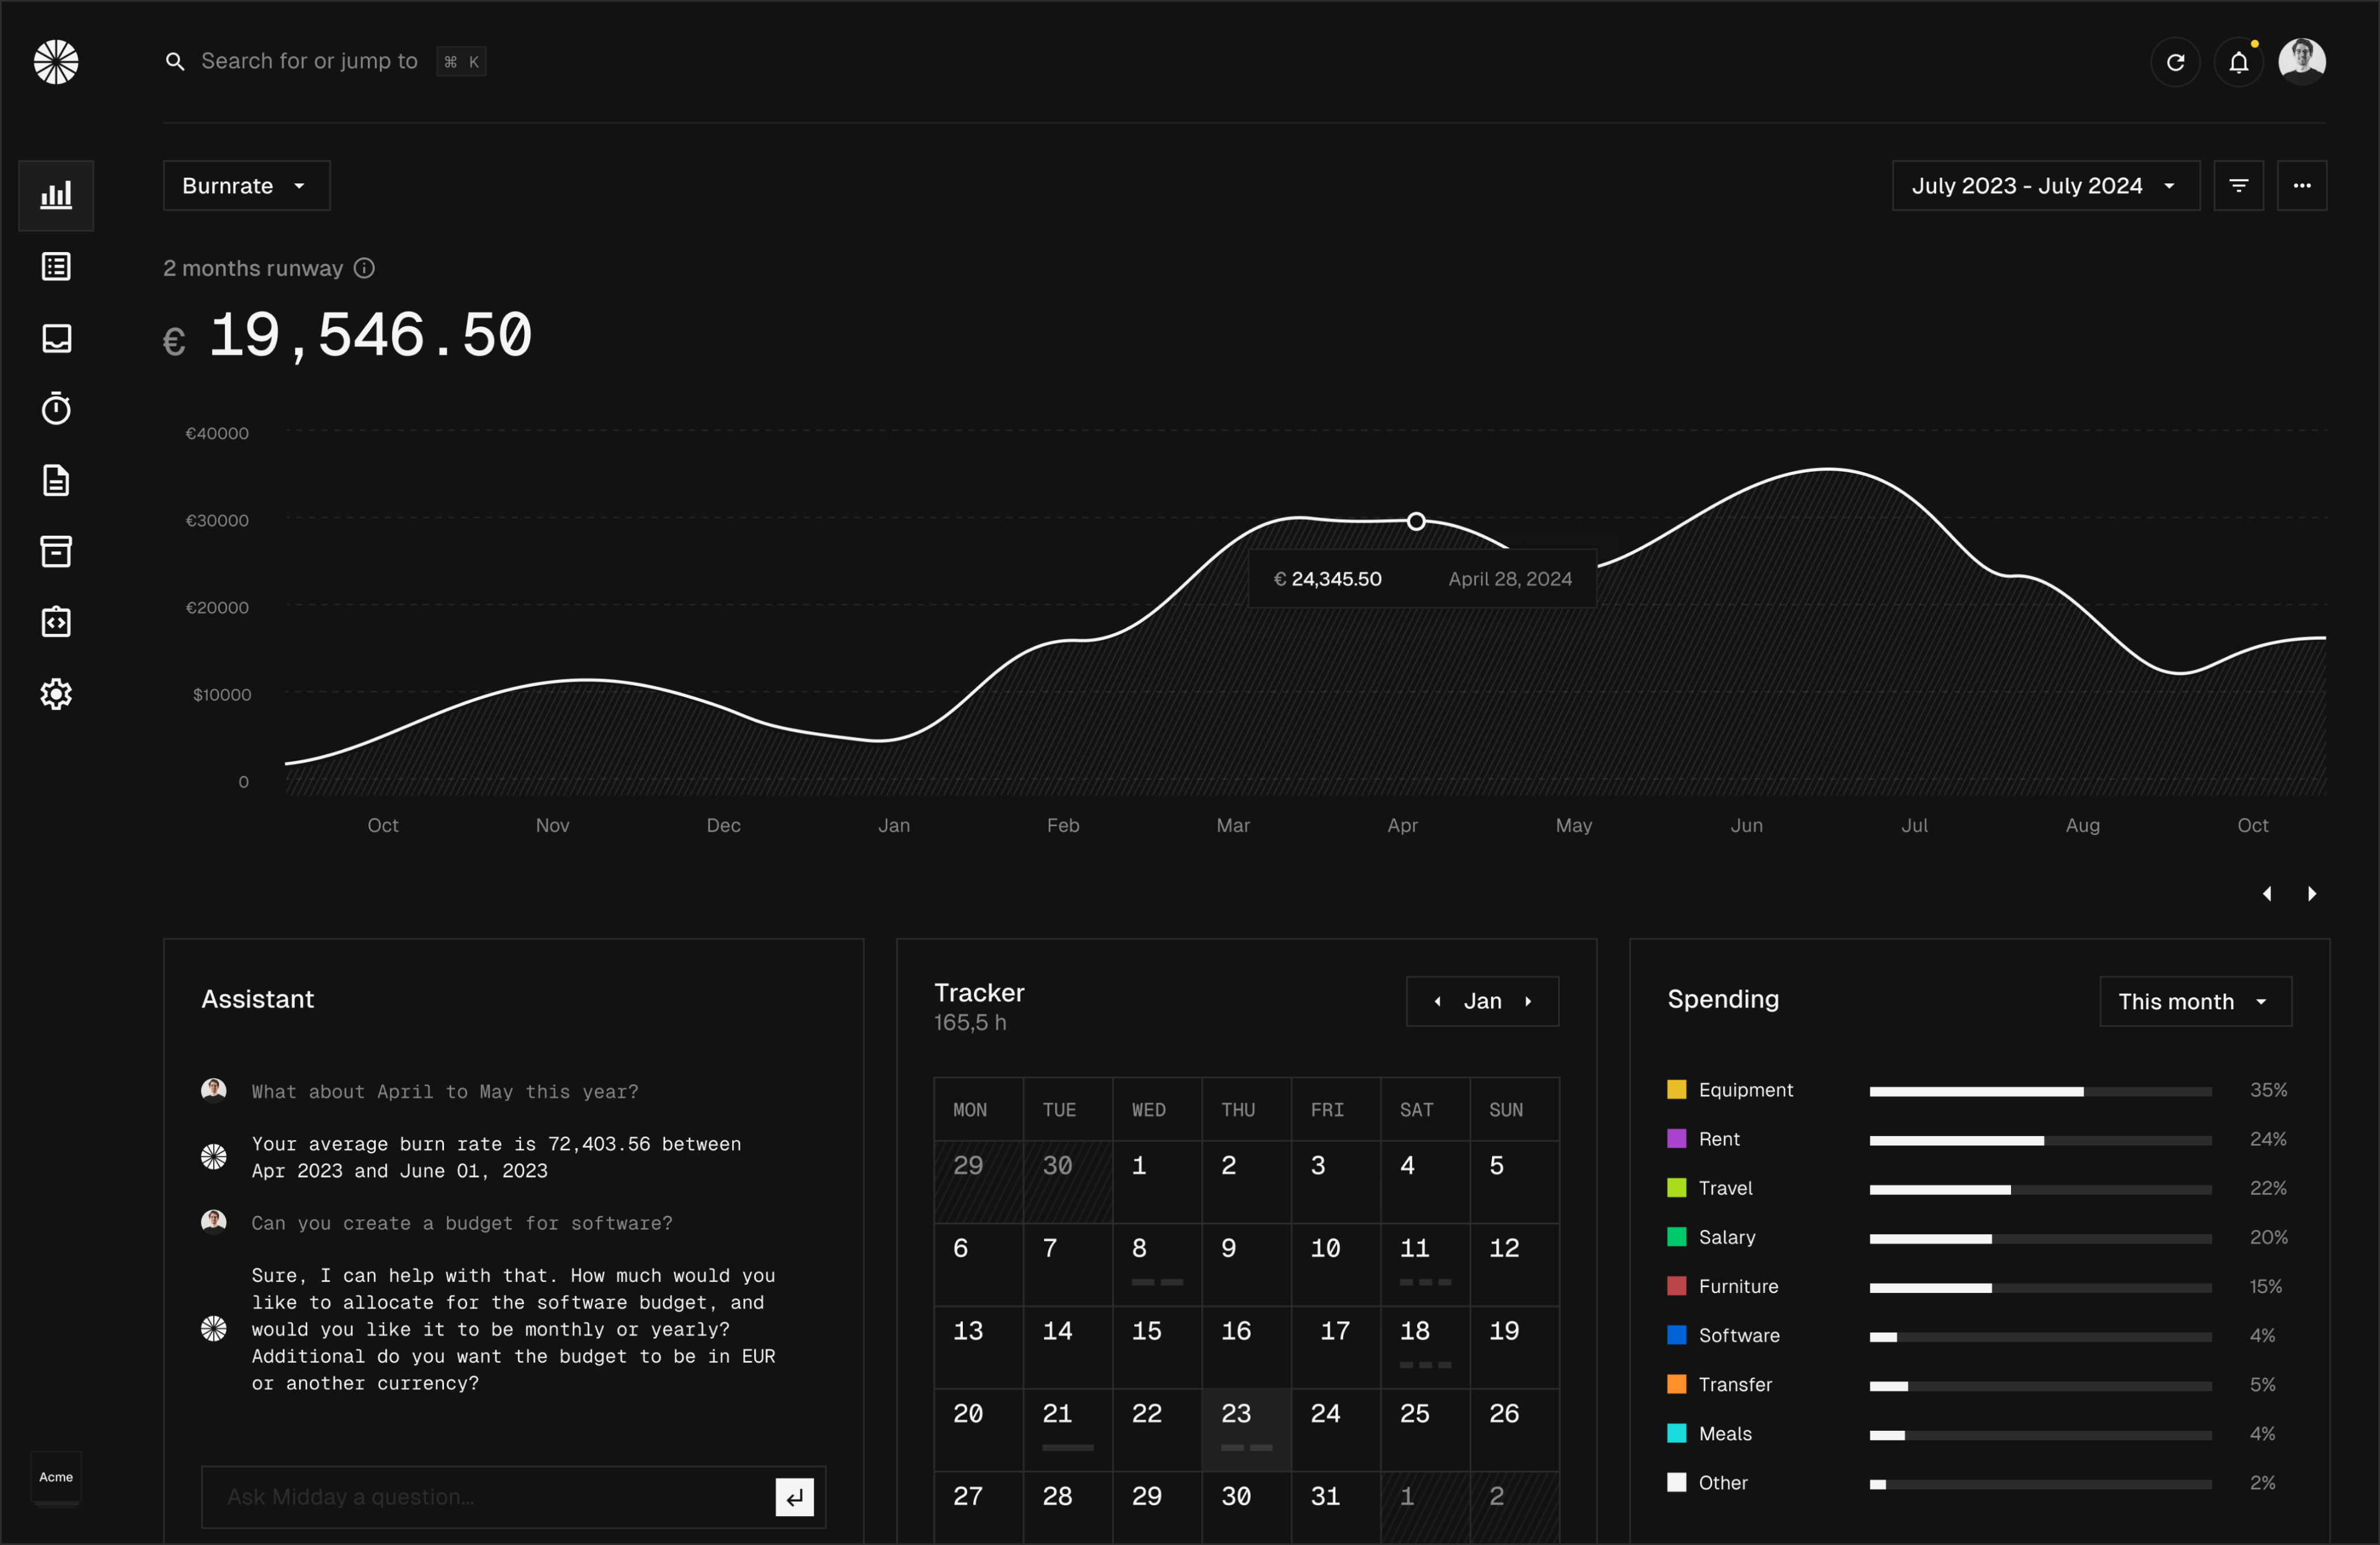 Search for or jump to ⌘ K
Burnrate
July 2023 - July 2024
2 months runway
€ 19,546.50
€40000
€30000
€ 24,345.50 April 28, 2024
€20000
$10000
0
Oct Nov Dec Jan Feb Mar Apr May Jun Jul Aug Oct
Assistant
What about April to May this year?
Your average burn rate is 72,403.56 between
Apr 2023 and June 01, 2023
Can you create a budget for software?
Sure, I can help with that. How much would you
like to allocate for the software budget, and
would you like it to be monthly or yearly?
Additional do you want the budget to be in EUR
or another currency?
Ask Midday a question...
Tracker
165,5 h
Jan
MON TUE WED THU FRI SAT SUN
29 30 1 2 3 4 5
6 7 8 9 10 11 12
13 14 15 16 17 18 19
20 21 22 23 24 25 26
27 28 29 30 31 1 2
Spending
This month
Equipment 35%
Rent 24%
Travel 22%
Salary 20%
Furniture 15%
Software 4%
Transfer 5%
Meals 4%
Other 2%
Acme